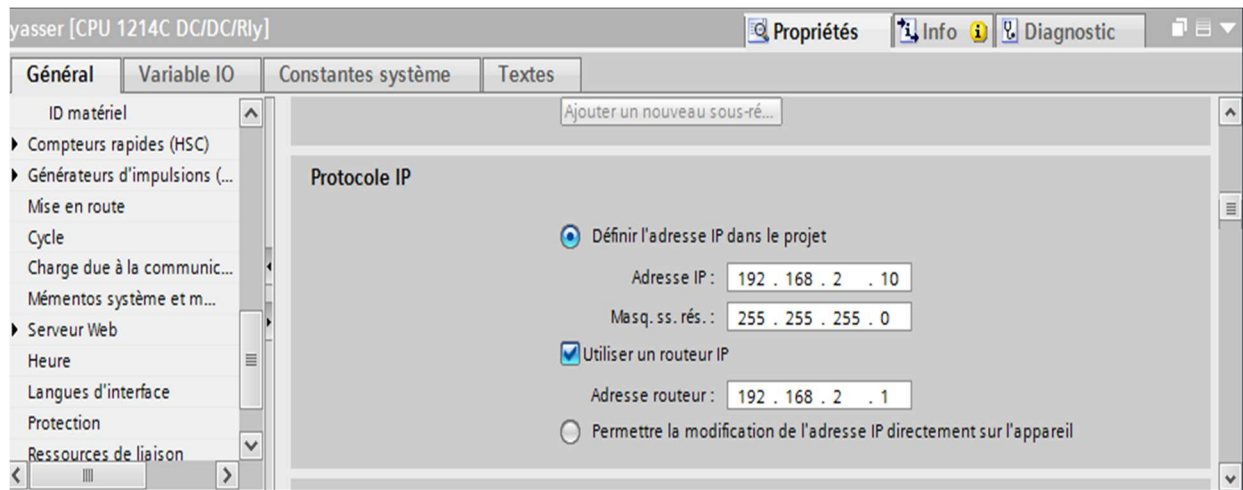 yasser [CPU 1214C DC/DC/Rly]
Propriétés Info Diagnostic
Général Variable IO Constantes système Textes
ID matériel
Compteurs rapides (HSC)
Générateurs d'impulsions (...
Mise en route
Cycle
Charge due à la communic...
Mémentos système et m...
Serveur Web
Heure
Langues d'interface
Protection
Ressources de liaison
Ajouter un nouveau sous-ré...
Protocole IP
Définir l'adresse IP dans le projet
Adresse IP : 192 . 168 . 2 . 10
Masq. ss. rés. : 255 . 255 . 255 . 0
Utiliser un routeur IP
Adresse routeur : 192 . 168 . 2 . 1
Permettre la modification de l'adresse IP directement sur l'appareil